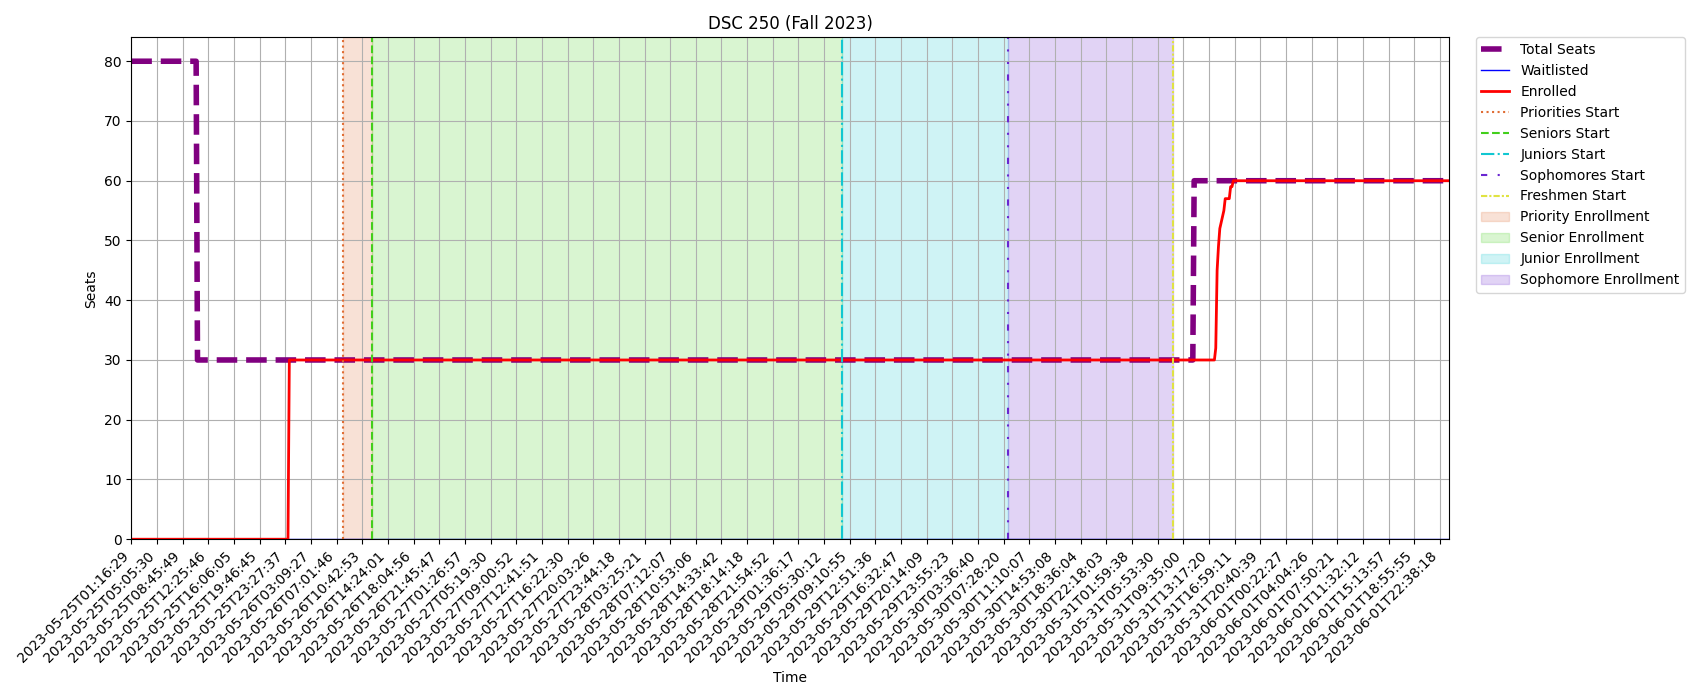 DSC 250 (Fall 2023)
80
70
60
50
40
30
20
10
0
Seats
2023-05-25T01:16:29
2023-05-25T05:05:30
2023-05-25T08:45:49
2023-05-25T12:25:46
2023-05-25T16:06:05
2023-05-25T19:46:45
2023-05-25T23:27:37
2023-05-26T03:09:27
2023-05-26T07:01:46
2023-05-26T10:42:53
2023-05-26T14:24:01
2023-05-26T18:04:56
2023-05-26T21:45:47
2023-05-27T01:26:57
2023-05-27T05:19:30
2023-05-27T09:00:52
2023-05-27T12:41:51
2023-05-27T16:22:30
2023-05-27T20:03:26
2023-05-27T23:44:18
2023-05-28T03:25:21
2023-05-28T07:12:07
2023-05-28T10:53:06
2023-05-28T14:33:42
2023-05-28T18:14:18
2023-05-28T21:54:52
2023-05-29T01:36:17
2023-05-29T05:30:12
2023-05-29T09:10:55
2023-05-29T12:51:36
2023-05-29T16:32:47
2023-05-29T20:14:09
2023-05-29T23:55:23
2023-05-30T03:36:40
2023-05-30T07:28:20
2023-05-30T11:10:07
2023-05-30T14:53:08
2023-05-30T18:36:04
2023-05-30T22:18:03
2023-05-31T01:59:38
2023-05-31T05:53:30
2023-05-31T09:35:00
2023-05-31T13:17:20
2023-05-31T16:59:11
2023-05-31T20:40:39
2023-06-01T00:22:27
2023-06-01T04:04:26
2023-06-01T07:50:21
2023-06-01T11:32:12
2023-06-01T15:13:57
2023-06-01T18:55:55
2023-06-01T22:38:18
Time
Total Seats
Waitlisted
Enrolled
Priorities Start
Seniors Start
Juniors Start
Sophomores Start
Freshmen Start
Priority Enrollment
Senior Enrollment
Junior Enrollment
Sophomore Enrollment